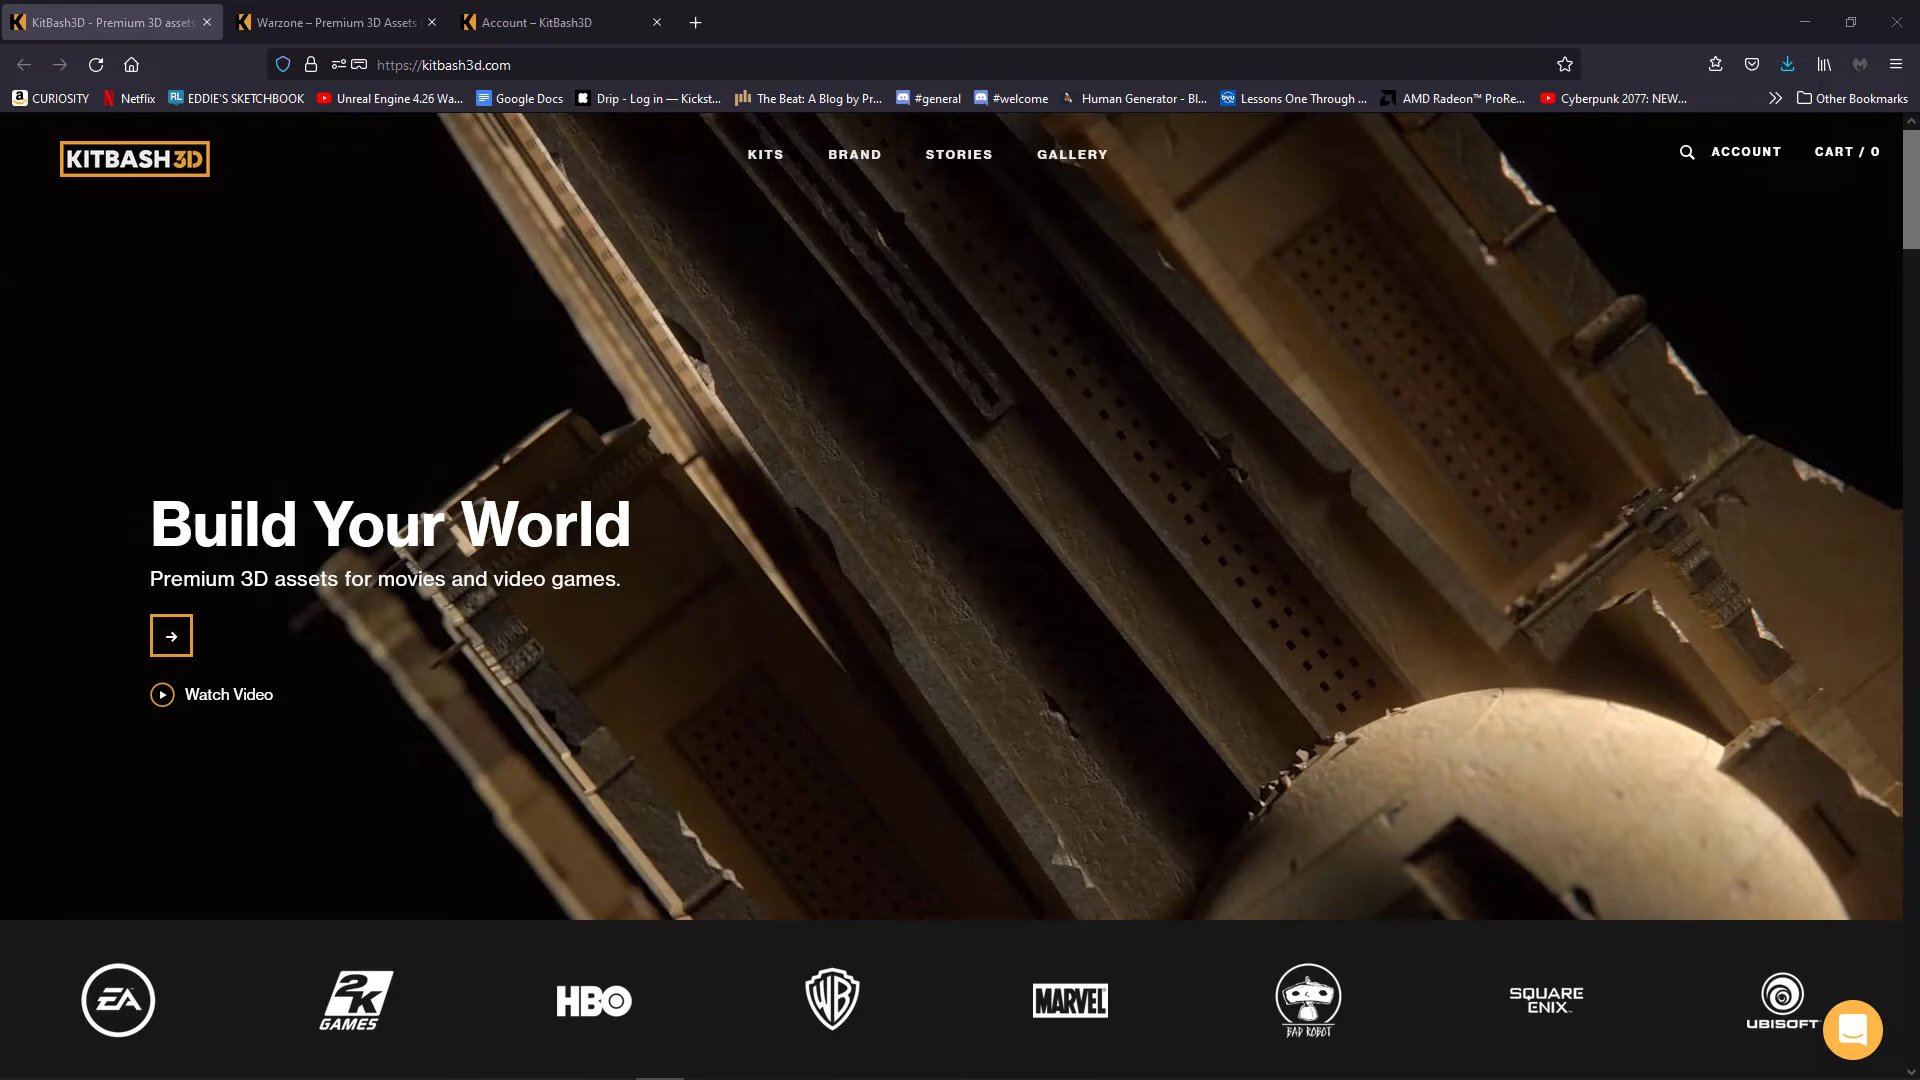 KitBash3D - Premium 3D assets
Warzone – Premium 3D Assets
Account – KitBash3D
https://kitbash3d.com
CURIOSITY
Netflix
EDDIE'S SKETCHBOOK
Unreal Engine 4.26 Wa...
Google Docs
Drip - Log in — Kickst...
The Beat: A Blog by Pr...
#general
#welcome
Human Generator - Bl...
Lessons One Through ...
AMD Radeon™ ProRe...
Cyberpunk 2077: NEW...
Other Bookmarks
KITBASH 3D
KITS
BRAND
STORIES
GALLERY
ACCOUNT
CART / 0
Build Your World
Premium 3D assets for movies and video games.
Watch Video
EA
2K GAMES
HBO
WB
MARVEL
BAD ROBOT
SQUARE ENIX
UBISOFT